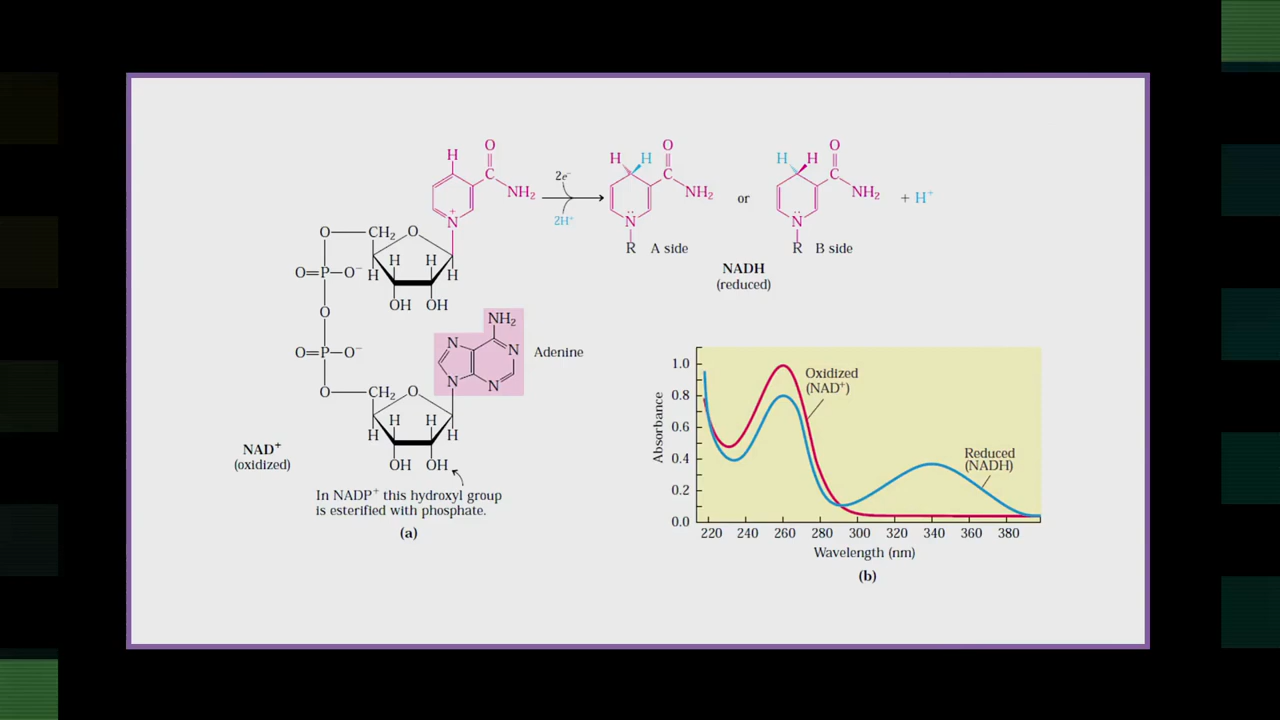 H
O
C
NH₂
+
N
2e⁻
2H⁺
H H
O
C
NH₂
N
R A side
or
H H
O
C
NH₂
N
R B side
+ H⁺
NADH
(reduced)
O CH₂ O
O=P–O⁻
H H H H
OH OH
O
O=P–O⁻
O CH₂ O
H H H H
OH OH
NH₂
N N
N N
Adenine
NAD⁺
(oxidized)
In NADP⁺ this hydroxyl group
is esterified with phosphate.
(a)
Absorbance
1.0
0.8
0.6
0.4
0.2
0.0
Oxidized
(NAD⁺)
Reduced
(NADH)
220 240 260 280 300 320 340 360 380
Wavelength (nm)
(b)